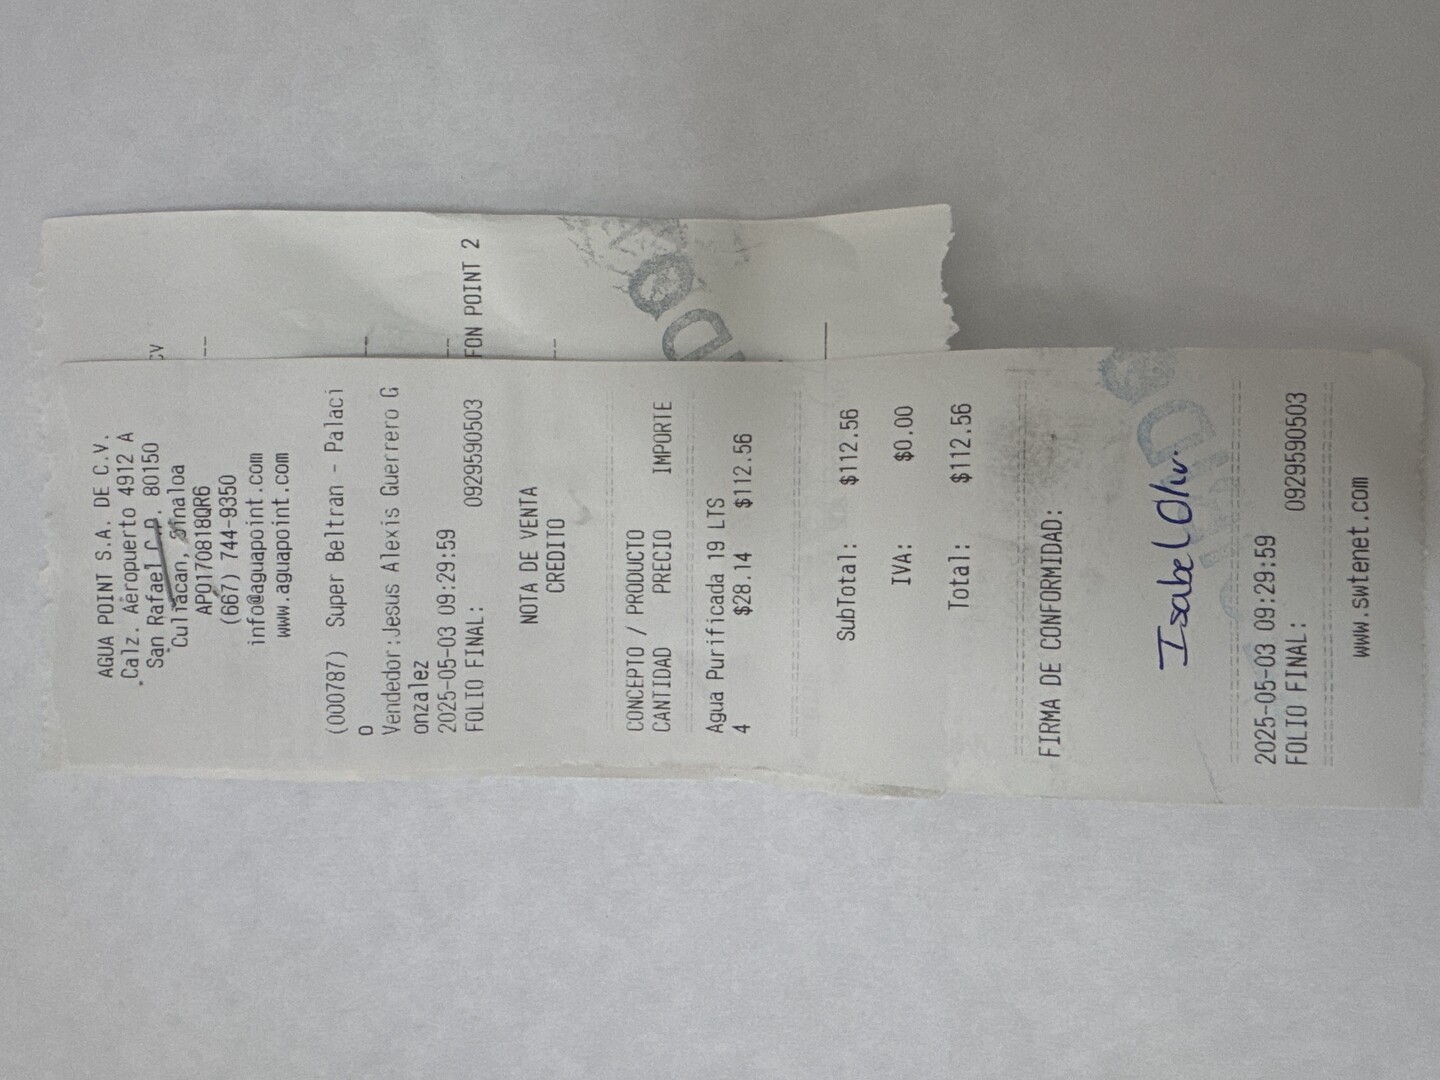 AGUA POINT S.A. DE C.V.
Calz. Aeropuerto 4912 A
San Rafael C.P. 80150
Culiacan, Sinaloa
APO170818QR6
(667) 744-9350
info@aguapoint.com
www.aguapoint.com
(000787) Super Beltran - Palaci
o
Vendedor:Jesus Alexis Guerrero G
onzalez
2025-05-03 09:29:59
FOLIO FINAL: 0929590503
NOTA DE VENTA
CREDITO
CONCEPTO / PRODUCTO
CANTIDAD PRECIO IMPORTE
Agua Purificada 19 LTS
4 $28.14 $112.56
SubTotal: $112.56
IVA: $0.00
Total: $112.56
FIRMA DE CONFORMIDAD:
Isabel Oliv.
2025-05-03 09:29:59
FOLIO FINAL: 0929590503
www.swtenet.com
CV
FON POINT 2